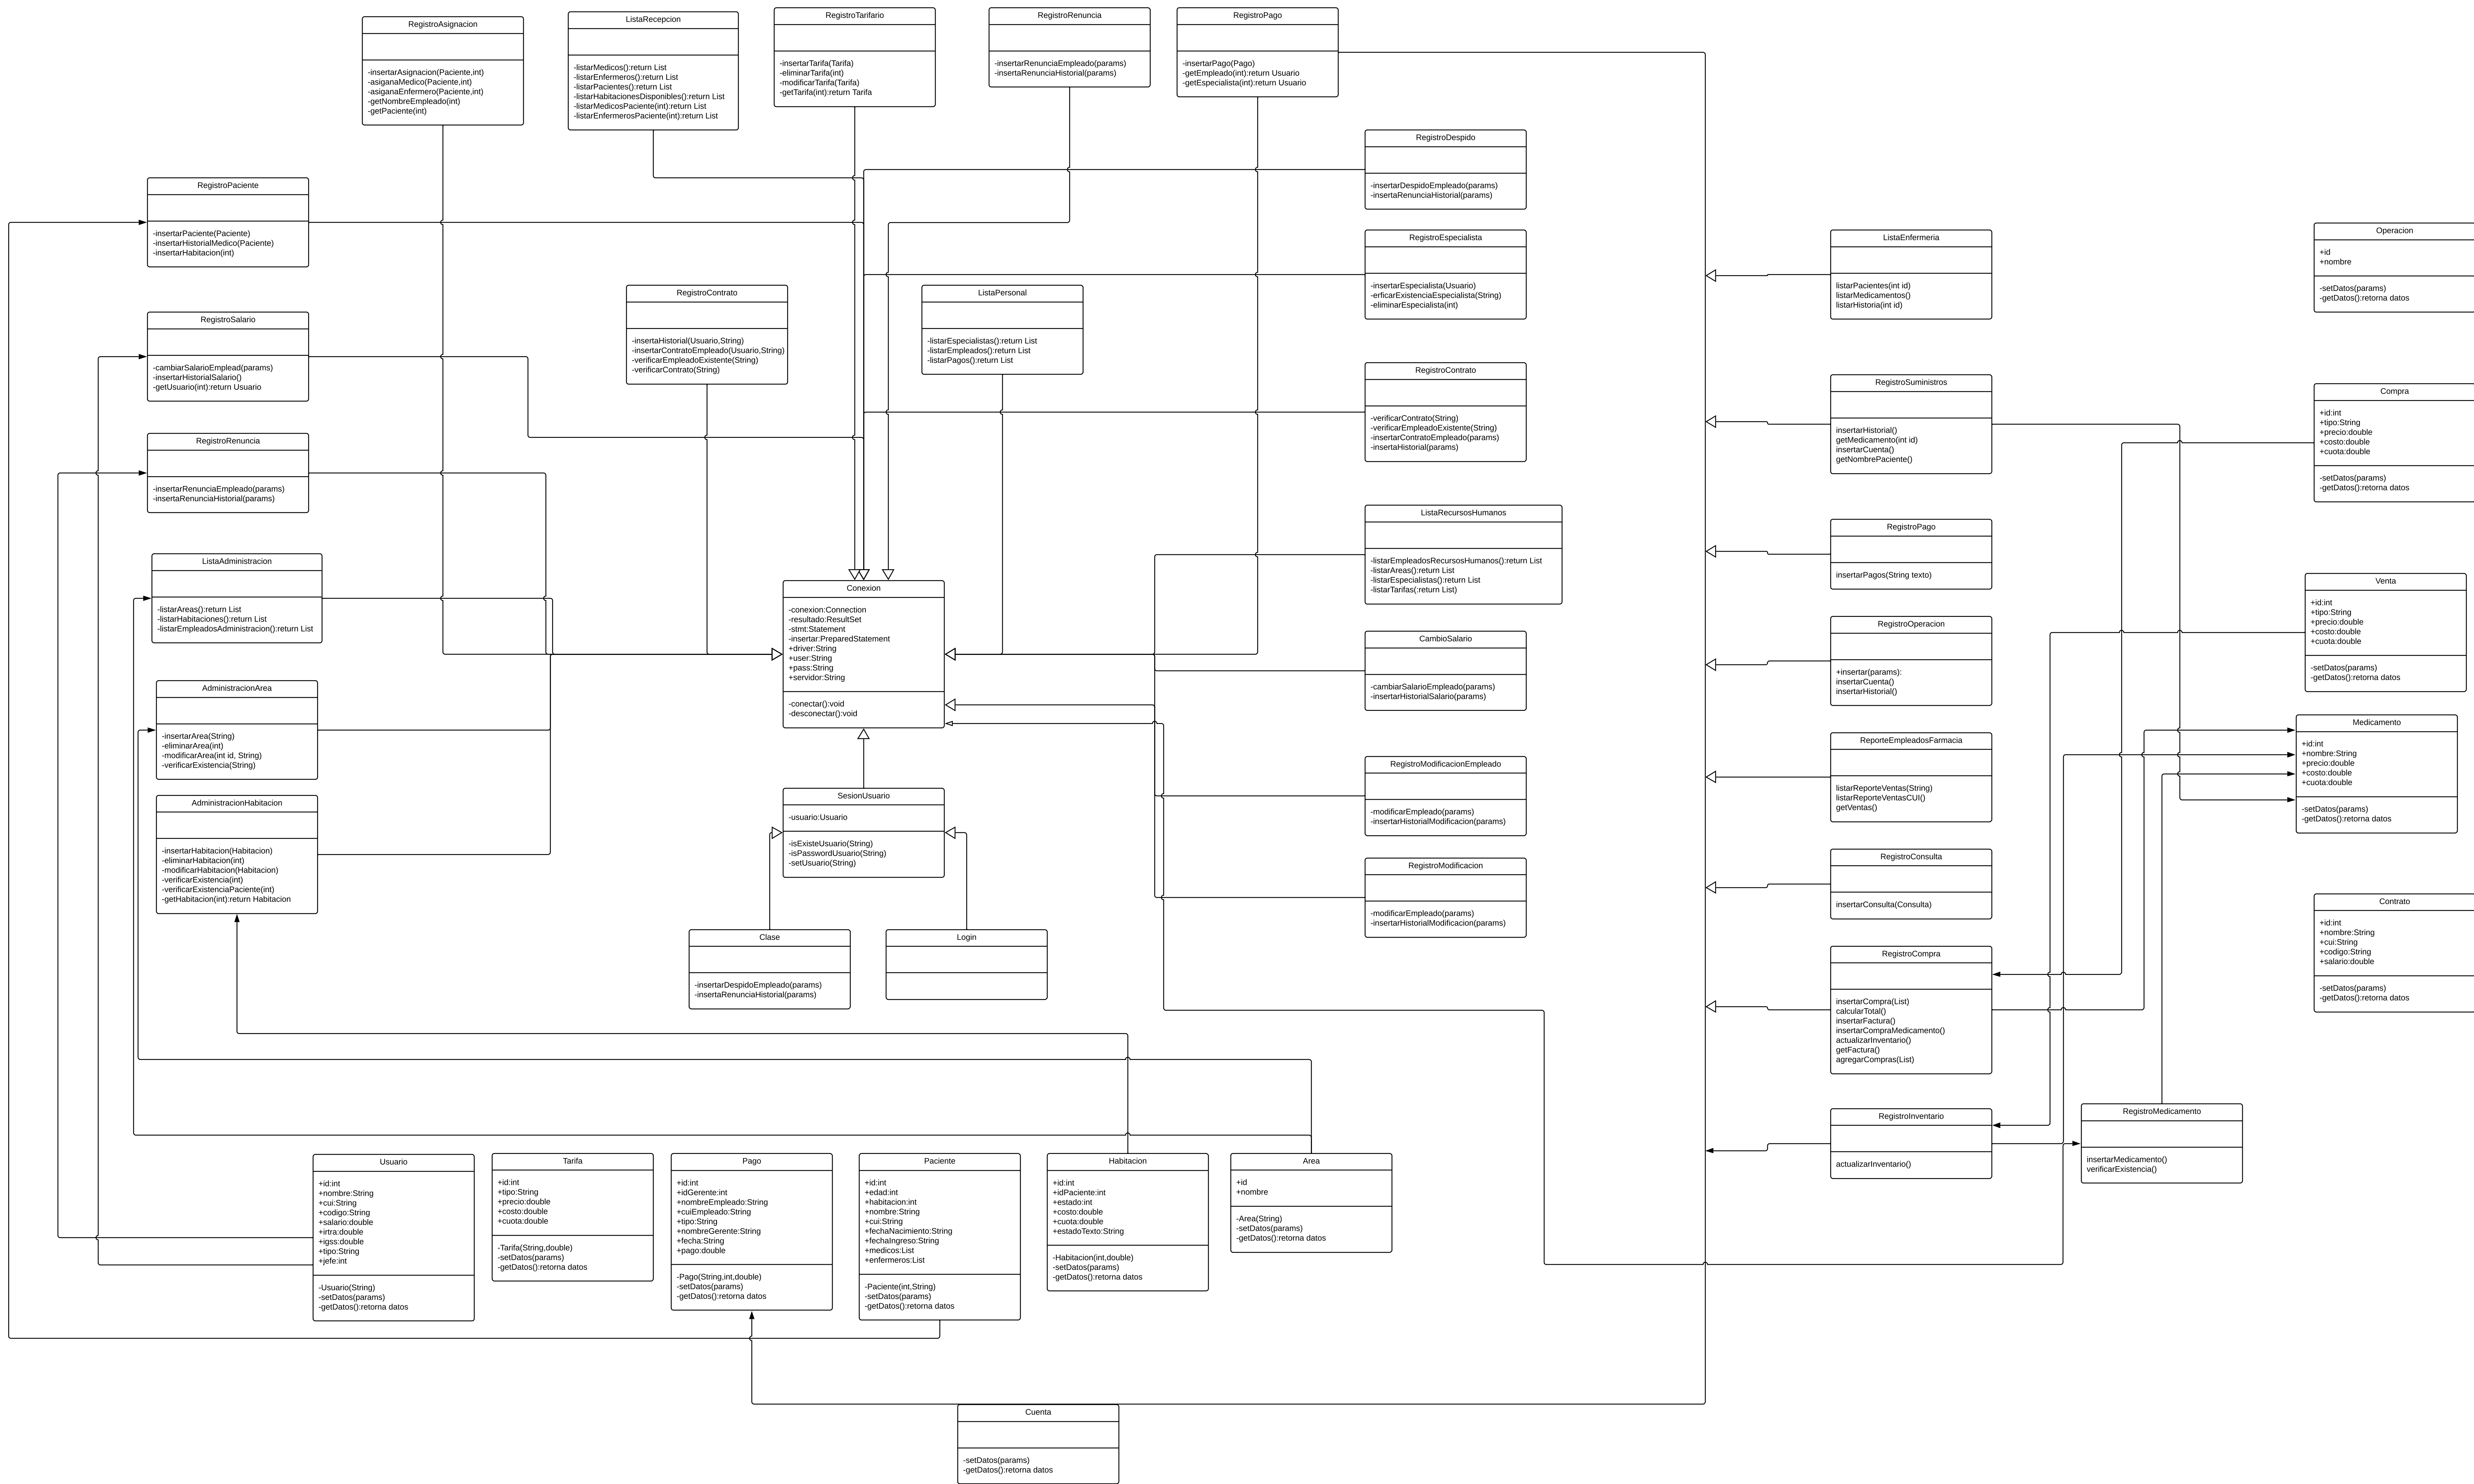 RegistroAsignacion
-insertarAsignacion(Paciente,int)
-asiganaMedico(Paciente,int)
-asiganaEnfermero(Paciente,int)
-getNombreEmpleado(int)
-getPaciente(int)
ListaRecepcion
-listarMedicos():return List
-listarEnfermeros():return List
-listarPacientes():return List
-listarHabitacionesDisponibles():return List
-listarMedicosPaciente(int):return List
-listarEnfermerosPaciente(int):return List
RegistroTarifario
-insertarTarifa(Tarifa)
-eliminarTarifa(int)
-modificarTarifa(Tarifa)
-getTarifa(int):return Tarifa
RegistroRenuncia
-insertarRenunciaEmpleado(params)
-insertaRenunciaHistorial(params)
RegistroPago
-insertarPago(Pago)
-getEmpleado(int):return Usuario
-getEspecialista(int):return Usuario
RegistroDespido
-insertarDespidoEmpleado(params)
-insertaRenunciaHistorial(params)
RegistroPaciente
-insertarPaciente(Paciente)
-insertarHistorialMedico(Paciente)
-insertarHabitacion(int)
RegistroEspecialista
-insertarEspecialista(Usuario)
-erficarExistenciaEspecialista(String)
-eliminarEspecialista(int)
ListaEnfermeria
listarPacientes(int id)
listarMedicamentos()
listarHistoria(int id)
Operacion
+id
+nombre
-setDatos(params)
-getDatos():retorna datos
RegistroSalario
-cambiarSalarioEmplead(params)
-insertarHistorialSalario()
-getUsuario(int):return Usuario
RegistroContrato
-insertaHistorial(Usuario,String)
-insertarContratoEmpleado(Usuario,String)
-verificarEmpleadoExistente(String)
-verificarContrato(String)
ListaPersonal
-listarEspecialistas():return List
-listarEmpleados():return List
-listarPagos():return List
RegistroContrato
-verificarContrato(String)
-verificarEmpleadoExistente(String)
-insertarContratoEmpleado(params)
-insertaHistorial(params)
RegistroSuministros
insertarHistorial()
getMedicamento(int id)
insertarCuenta()
getNombrePaciente()
Compra
+id:int
+tipo:String
+precio:double
+costo:double
+cuota:double
-setDatos(params)
-getDatos():retorna datos
RegistroRenuncia
-insertarRenunciaEmpleado(params)
-insertaRenunciaHistorial(params)
ListaRecursosHumanos
-listarEmpleadosRecursosHumanos():return List
-listarAreas():return List
-listarEspecialistas():return List
-listarTarifas(:return List)
RegistroPago
insertarPagos(String texto)
ListaAdministracion
-listarAreas():return List
-listarHabitaciones():return List
-listarEmpleadosAdministracion():return List
Conexion
-conexion:Connection
-resultado:ResultSet
-stmt:Statement
-insertar:PreparedStatement
+driver:String
+user:String
+pass:String
+servidor:String
-conectar():void
-desconectar():void
CambioSalario
-cambiarSalarioEmpleado(params)
-insertarHistorialSalario(params)
RegistroOperacion
+insertar(params):
insertarCuenta()
insertarHistorial()
Venta
+id:int
+tipo:String
+precio:double
+costo:double
+cuota:double
-setDatos(params)
-getDatos():retorna datos
AdministracionArea
-insertarArea(String)
-eliminarArea(int)
-modificarArea(int id, String)
-verificarExistencia(String)
RegistroModificacionEmpleado
-modificarEmpleado(params)
-insertarHistorialModificacion(params)
ReporteEmpleadosFarmacia
listarReporteVentas(String)
listarReporteVentasCUI()
getVentas()
Medicamento
+id:int
+nombre:String
+precio:double
+costo:double
+cuota:double
-setDatos(params)
-getDatos():retorna datos
AdministracionHabitacion
-insertarHabitacion(Habitacion)
-eliminarHabitacion(int)
-modificarHabitacion(Habitacion)
-verificarExistencia(int)
-verificarExistenciaPaciente(int)
-getHabitacion(int):return Habitacion
SesionUsuario
-usuario:Usuario
-isExisteUsuario(String)
-isPasswordUsuario(String)
-setUsuario(String)
RegistroModificacion
-modificarEmpleado(params)
-insertarHistorialModificacion(params)
RegistroConsulta
insertarConsulta(Consulta)
Contrato
+id:int
+nombre:String
+cui:String
+codigo:String
+salario:double
-setDatos(params)
-getDatos():retorna datos
Clase
-insertarDespidoEmpleado(params)
-insertaRenunciaHistorial(params)
Login
RegistroCompra
insertarCompra(List)
calcularTotal()
insertarFactura()
insertarCompraMedicamento()
actualizarInventario()
getFactura()
agregarCompras(List)
RegistroInventario
actualizarInventario()
RegistroMedicamento
insertarMedicamento()
verificarExistencia()
Usuario
+id:int
+nombre:String
+cui:String
+codigo:String
+salario:double
+irtra:double
+igss:double
+tipo:String
+jefe:int
-Usuario(String)
-setDatos(params)
-getDatos():retorna datos
Tarifa
+id:int
+tipo:String
+precio:double
+costo:double
+cuota:double
-Tarifa(String,double)
-setDatos(params)
-getDatos():retorna datos
Pago
+id:int
+idGerente:int
+nombreEmpleado:String
+cuiEmpleado:String
+tipo:String
+nombreGerente:String
+fecha:String
+pago:double
-Pago(String,int,double)
-setDatos(params)
-getDatos():retorna datos
Paciente
+id:int
+edad:int
+habitacion:int
+nombre:String
+cui:String
+fechaNacimiento:String
+fechaIngreso:String
+medicos:List
+enfermeros:List
-Paciente(int,String)
-setDatos(params)
-getDatos():retorna datos
Habitacion
+id:int
+idPaciente:int
+estado:int
+costo:double
+cuota:double
+estadoTexto:String
-Habitacion(int,double)
-setDatos(params)
-getDatos():retorna datos
Area
+id
+nombre
-Area(String)
-setDatos(params)
-getDatos():retorna datos
Cuenta
-setDatos(params)
-getDatos():retorna datos